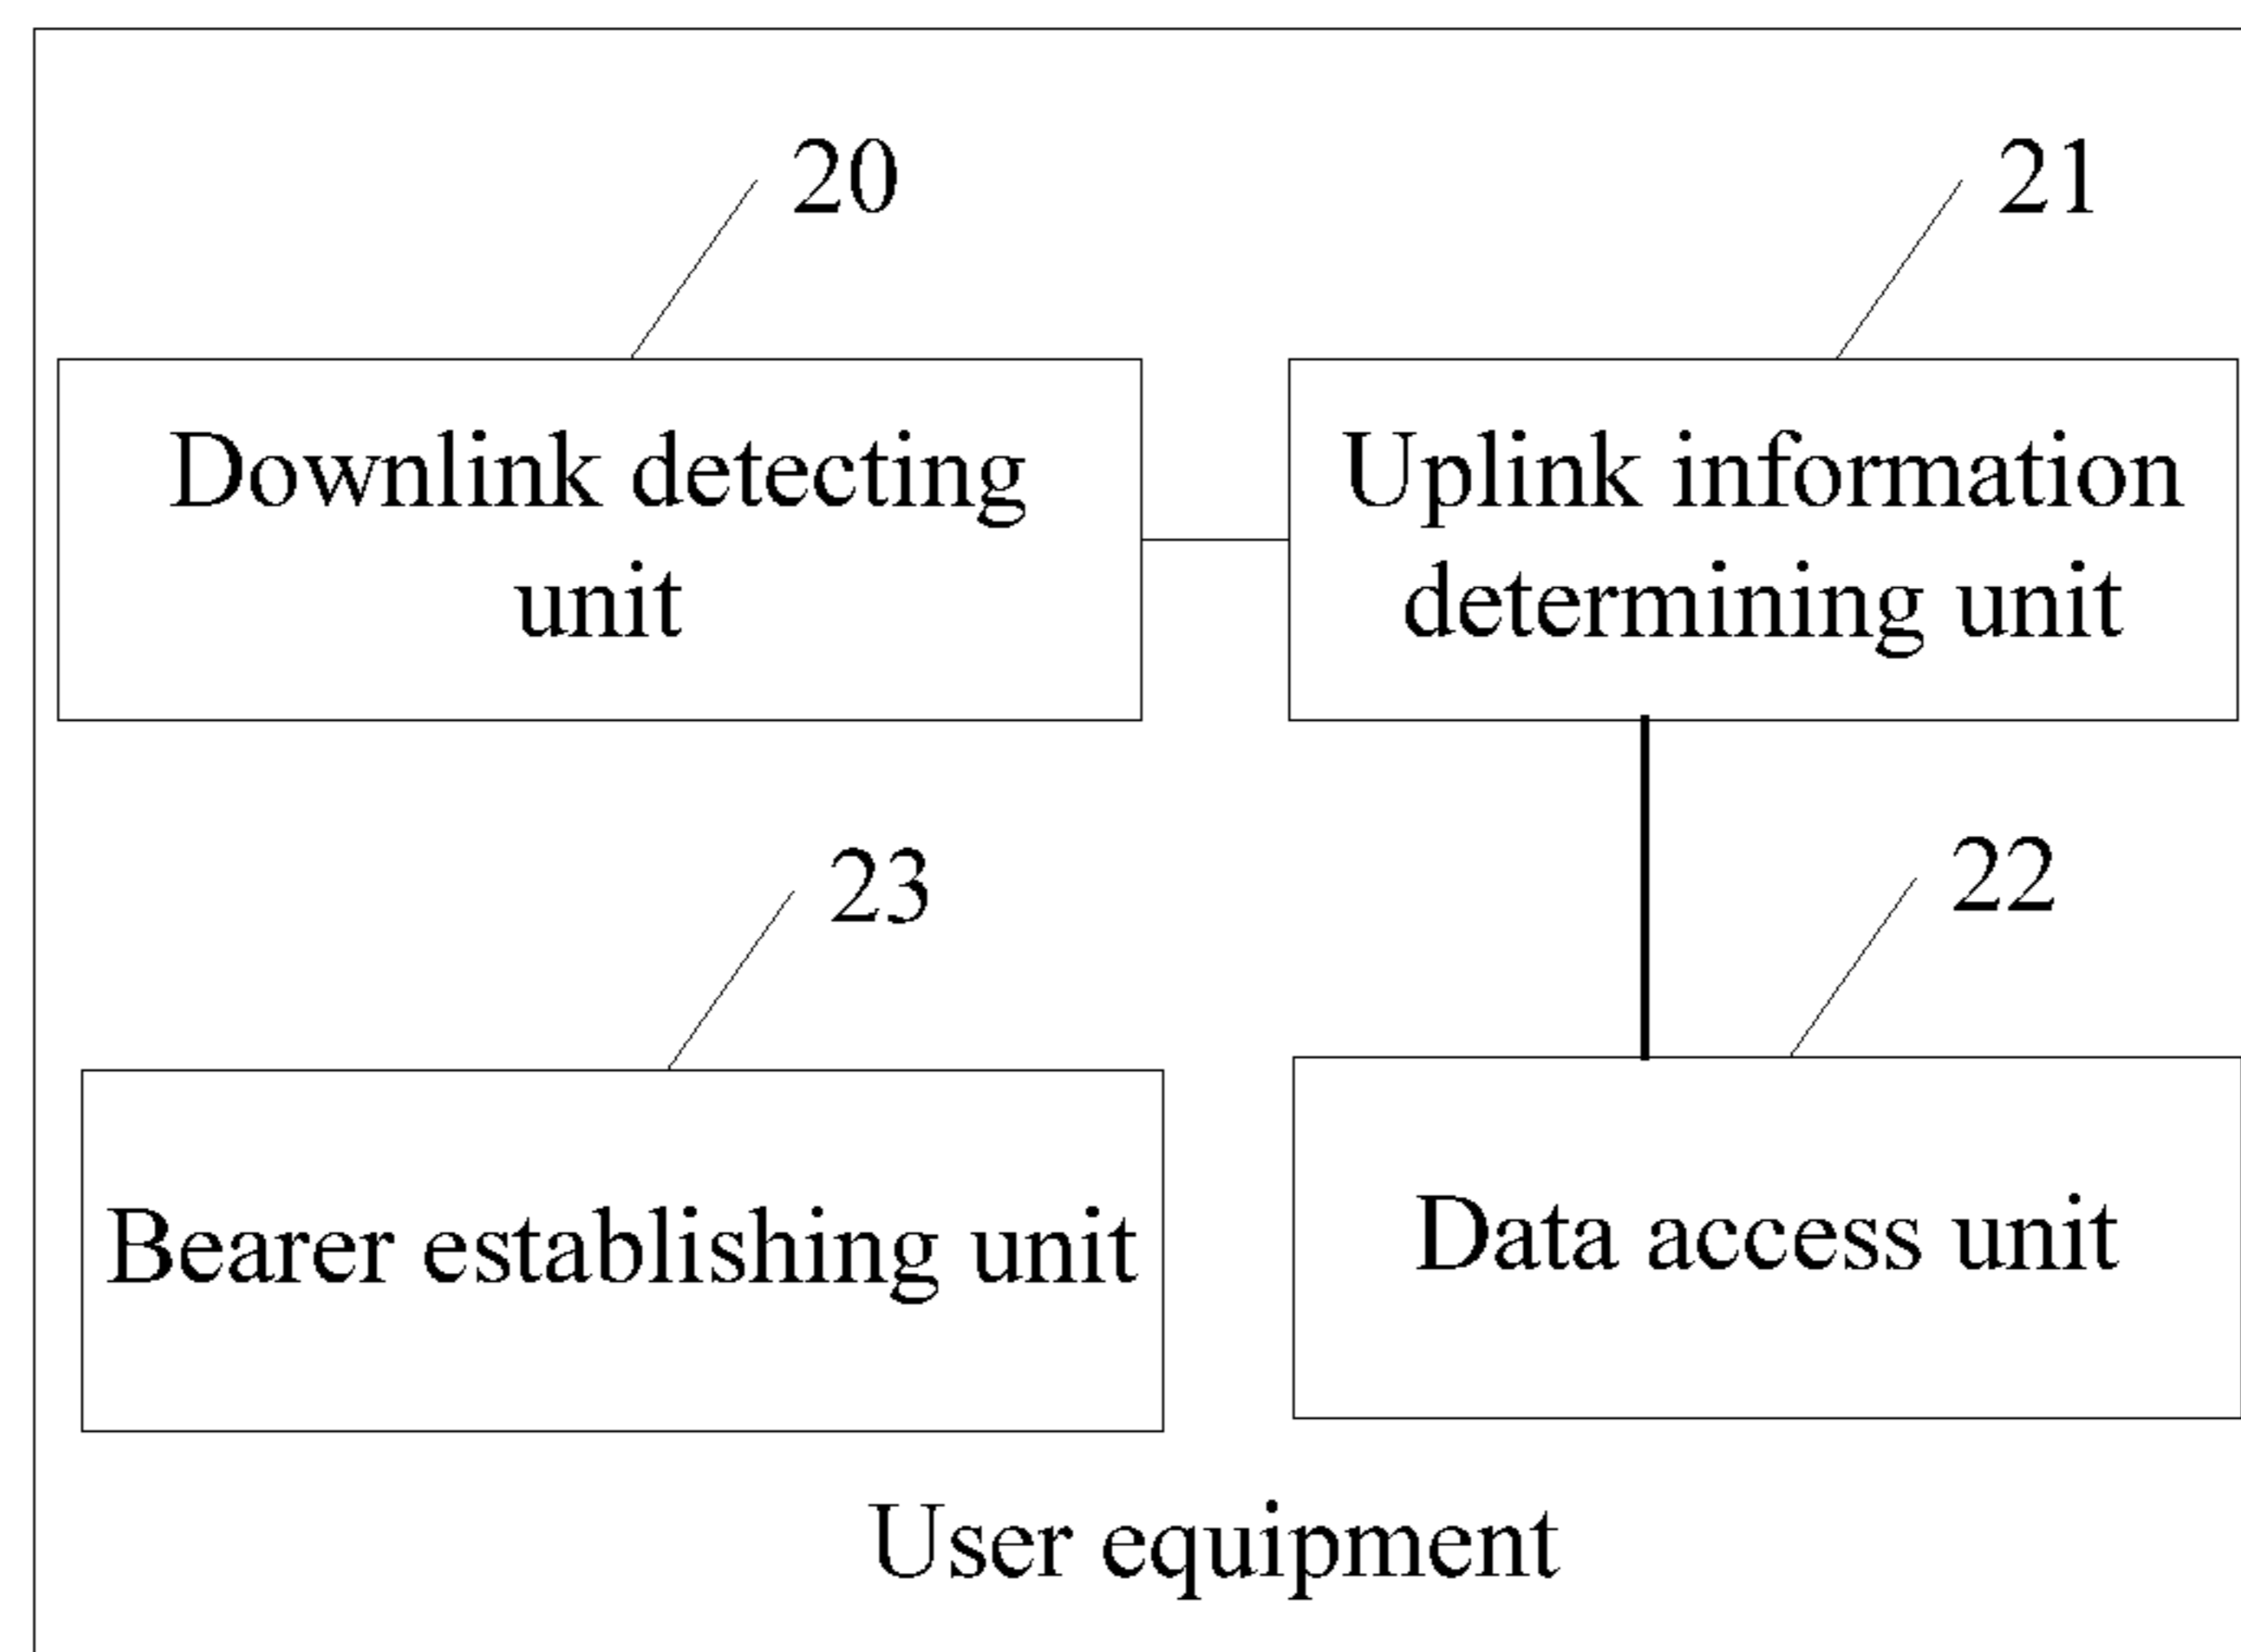 20
21
Downlink detecting
unit
Uplink information
determining unit
23
22
Bearer establishing unit
Data access unit
User equipment